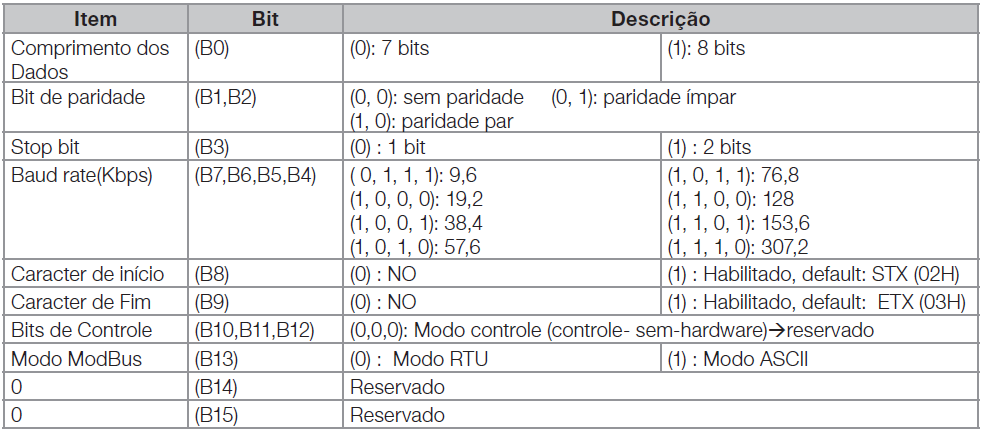 Item Bit Descrição
Comprimento dos Dados (B0) (0): 7 bits (1): 8 bits
Bit de paridade (B1,B2) (0, 0): sem paridade (0, 1): paridade ímpar
(1, 0): paridade par
Stop bit (B3) (0) : 1 bit (1) : 2 bits
Baud rate(Kbps) (B7,B6,B5,B4) ( 0, 1, 1, 1): 9,6 (1, 0, 1, 1): 76,8
(1, 0, 0, 0): 19,2 (1, 1, 0, 0): 128
(1, 0, 0, 1): 38,4 (1, 1, 0, 1): 153,6
(1, 0, 1, 0): 57,6 (1, 1, 1, 0): 307,2
Caracter de início (B8) (0) : NO (1) : Habilitado, default: STX (02H)
Caracter de Fim (B9) (0) : NO (1) : Habilitado, default: ETX (03H)
Bits de Controle (B10,B11,B12) (0,0,0): Modo controle (controle- sem-hardware)→reservado
Modo ModBus (B13) (0) : Modo RTU (1) : Modo ASCII
0 (B14) Reservado
0 (B15) Reservado